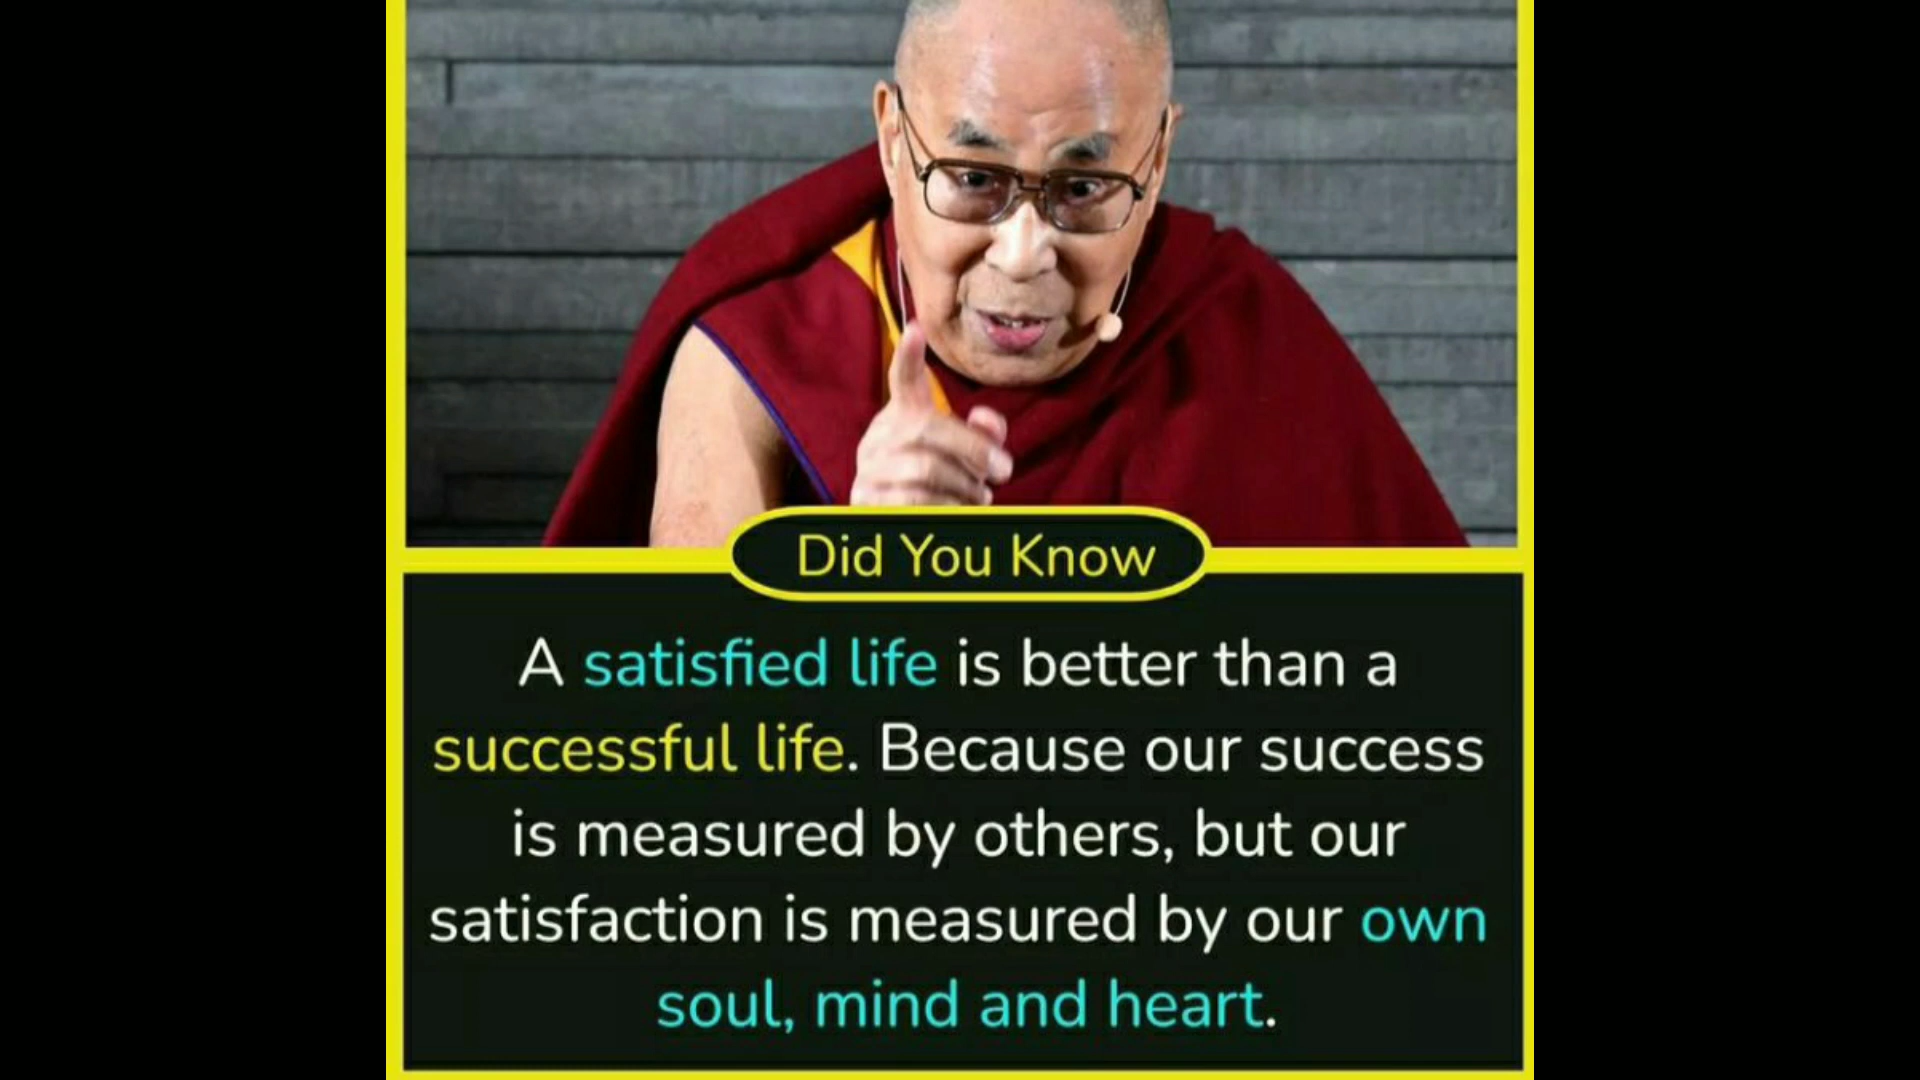 Did You Know
A satisfied life is better than a
successful life. Because our success
is measured by others, but our
satisfaction is measured by our own
soul, mind and heart.